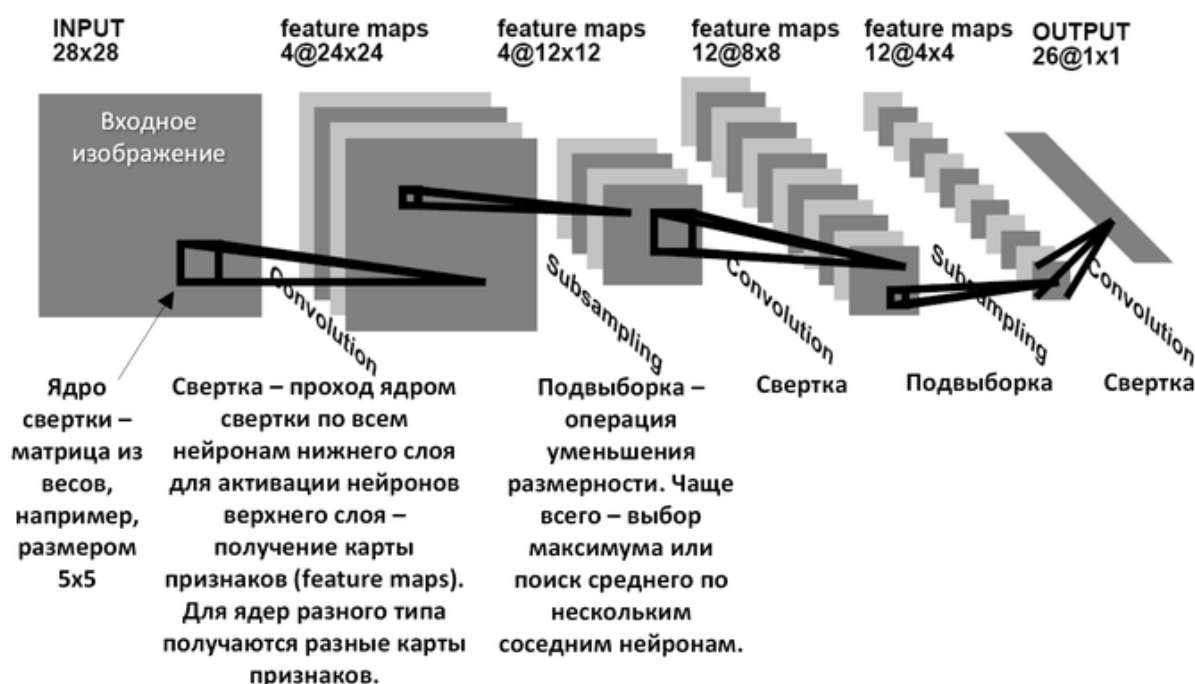 INPUT
28x28
feature maps
4@24x24
feature maps
4@12x12
feature maps
12@8x8
feature maps
12@4x4
OUTPUT
26@1x1
Входное
изображение
Convolution
Subsampling
Convolution
Subsampling
Convolution
Ядро
свертки –
матрица из
весов,
например,
размером
5x5
Свертка – проход ядром
свертки по всем
нейронам нижнего слоя
для активации нейронов
верхнего слоя –
получение карты
признаков (feature maps).
Для ядер разного типа
получаются разные карты
признаков.
Подвыборка –
операция
уменьшения
размерности. Чаще
всего – выбор
максимума или
поиск среднего по
нескольким
соседним нейронам.
Свертка
Подвыборка
Свертка